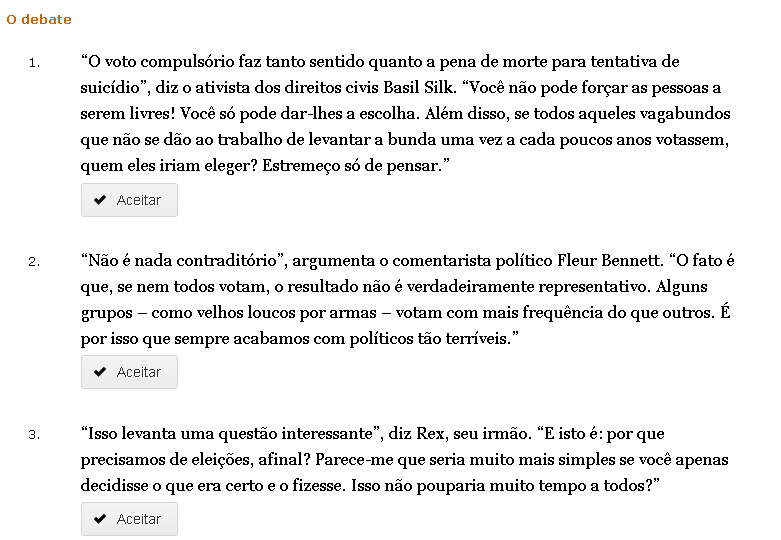 O debate
1. “O voto compulsório faz tanto sentido quanto a pena de morte para tentativa de
suicídio”, diz o ativista dos direitos civis Basil Silk. “Você não pode forçar as pessoas a
serem livres! Você só pode dar-lhes a escolha. Além disso, se todos aqueles vagabundos
que não se dão ao trabalho de levantar a bunda uma vez a cada poucos anos votassem,
quem eles iriam eleger? Estremeço só de pensar.”
✔ Aceitar
2. “Não é nada contraditório”, argumenta o comentarista político Fleur Bennett. “O fato é
que, se nem todos votam, o resultado não é verdadeiramente representativo. Alguns
grupos – como velhos loucos por armas – votam com mais frequência do que outros. É
por isso que sempre acabamos com políticos tão terríveis.”
✔ Aceitar
3. “Isso levanta uma questão interessante”, diz Rex, seu irmão. “E isto é: por que
precisamos de eleições, afinal? Parece-me que seria muito mais simples se você apenas
decidisse o que era certo e o fizesse. Isso não pouparia muito tempo a todos?”
✔ Aceitar